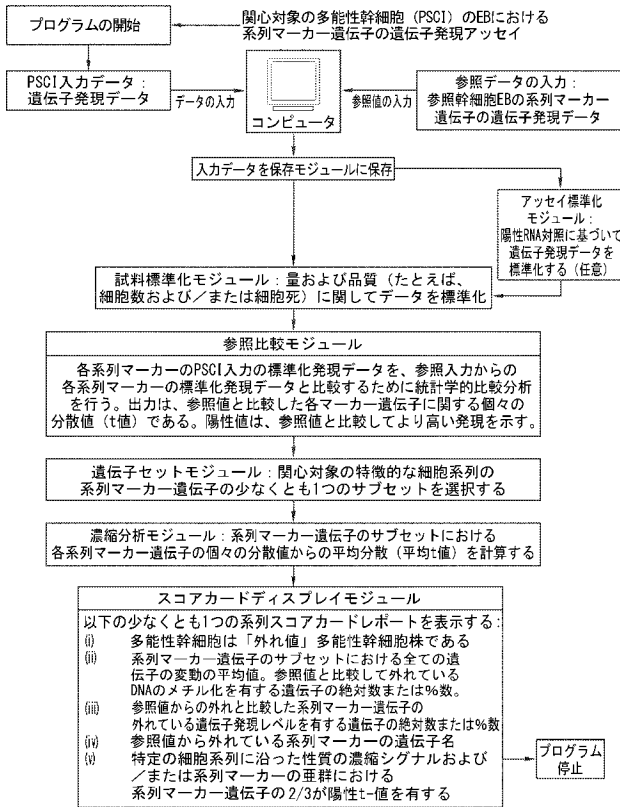 プログラムの開始
関心対象の多能性幹細胞（PSCI）のEBにおける
系列マーカー遺伝子の遺伝子発現アッセイ
PSCI入力データ：
遺伝子発現データ
データの入力
コンピュータ
参照値の入力
参照データの入力：
参照幹細胞EBの系列マーカー
遺伝子の遺伝子発現データ
入力データを保存モジュールに保存
アッセイ標準化
モジュール：
陽性RNA対照に基づいて
遺伝子発現データを
標準化する（任意）
試料標準化モジュール：量および品質（たとえば、
細胞数および／または細胞死）に関してデータを標準化
参照比較モジュール
各系列マーカーのPSCI入力の標準化発現データを、参照入力からの
各系列マーカーの標準化発現データと比較するために統計学的比較分析
を行う。出力は、参照値と比較した各マーカー遺伝子に関する個々の
分散値（t値）である。陽性値は、参照値と比較してより高い発現を示す。
遺伝子セットモジュール：関心対象の特徴的な細胞系列の
系列マーカー遺伝子の少なくとも1つのサブセットを選択する
濃縮分析モジュール：系列マーカー遺伝子のサブセットにおける
各系列マーカー遺伝子の個々の分散値からの平均分散（平均t値）を計算する
スコアカードディスプレイモジュール
以下の少なくとも1つの系列スコアカードレポートを表示する：
(i) 多能性幹細胞は「外れ値」多能性幹細胞株である
(ii) 系列マーカー遺伝子のサブセットにおける全ての遺
伝子の変動の平均値。参照値と比較して外れている
DNAのメチル化を有する遺伝子の絶対数または%数。
(iii) 参照値からの外れと比較した系列マーカー遺伝子の
外れている遺伝子発現レベルを有する遺伝子の絶対数または%数
(iv) 参照値から外れている系列マーカーの遺伝子名
(v) 特定の細胞系列に沿った性質の濃縮シグナルおよび
／または系列マーカーの亜群における
系列マーカー遺伝子の2/3が陽性t-値を有する
プログラム
停止